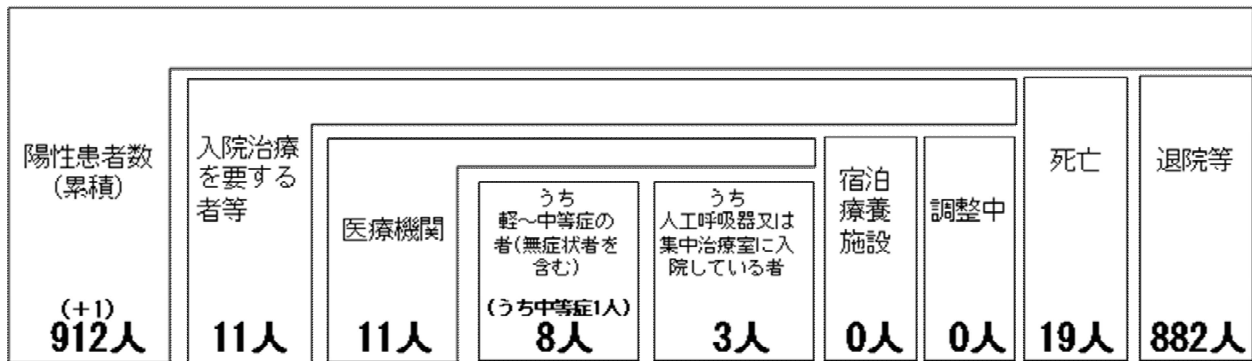 陽性患者数
(累積)
(+1)
912人
入院治療
を要する
者等
11人
医療機関
11人
うち
軽～中等症の
者(無症状者を
含む)
(うち中等症1人)
8人
うち
人工呼吸器又は
集中治療室に入
院している者
3人
宿泊
療養
施設
0人
調整中
0人
死亡
19人
退院等
882人